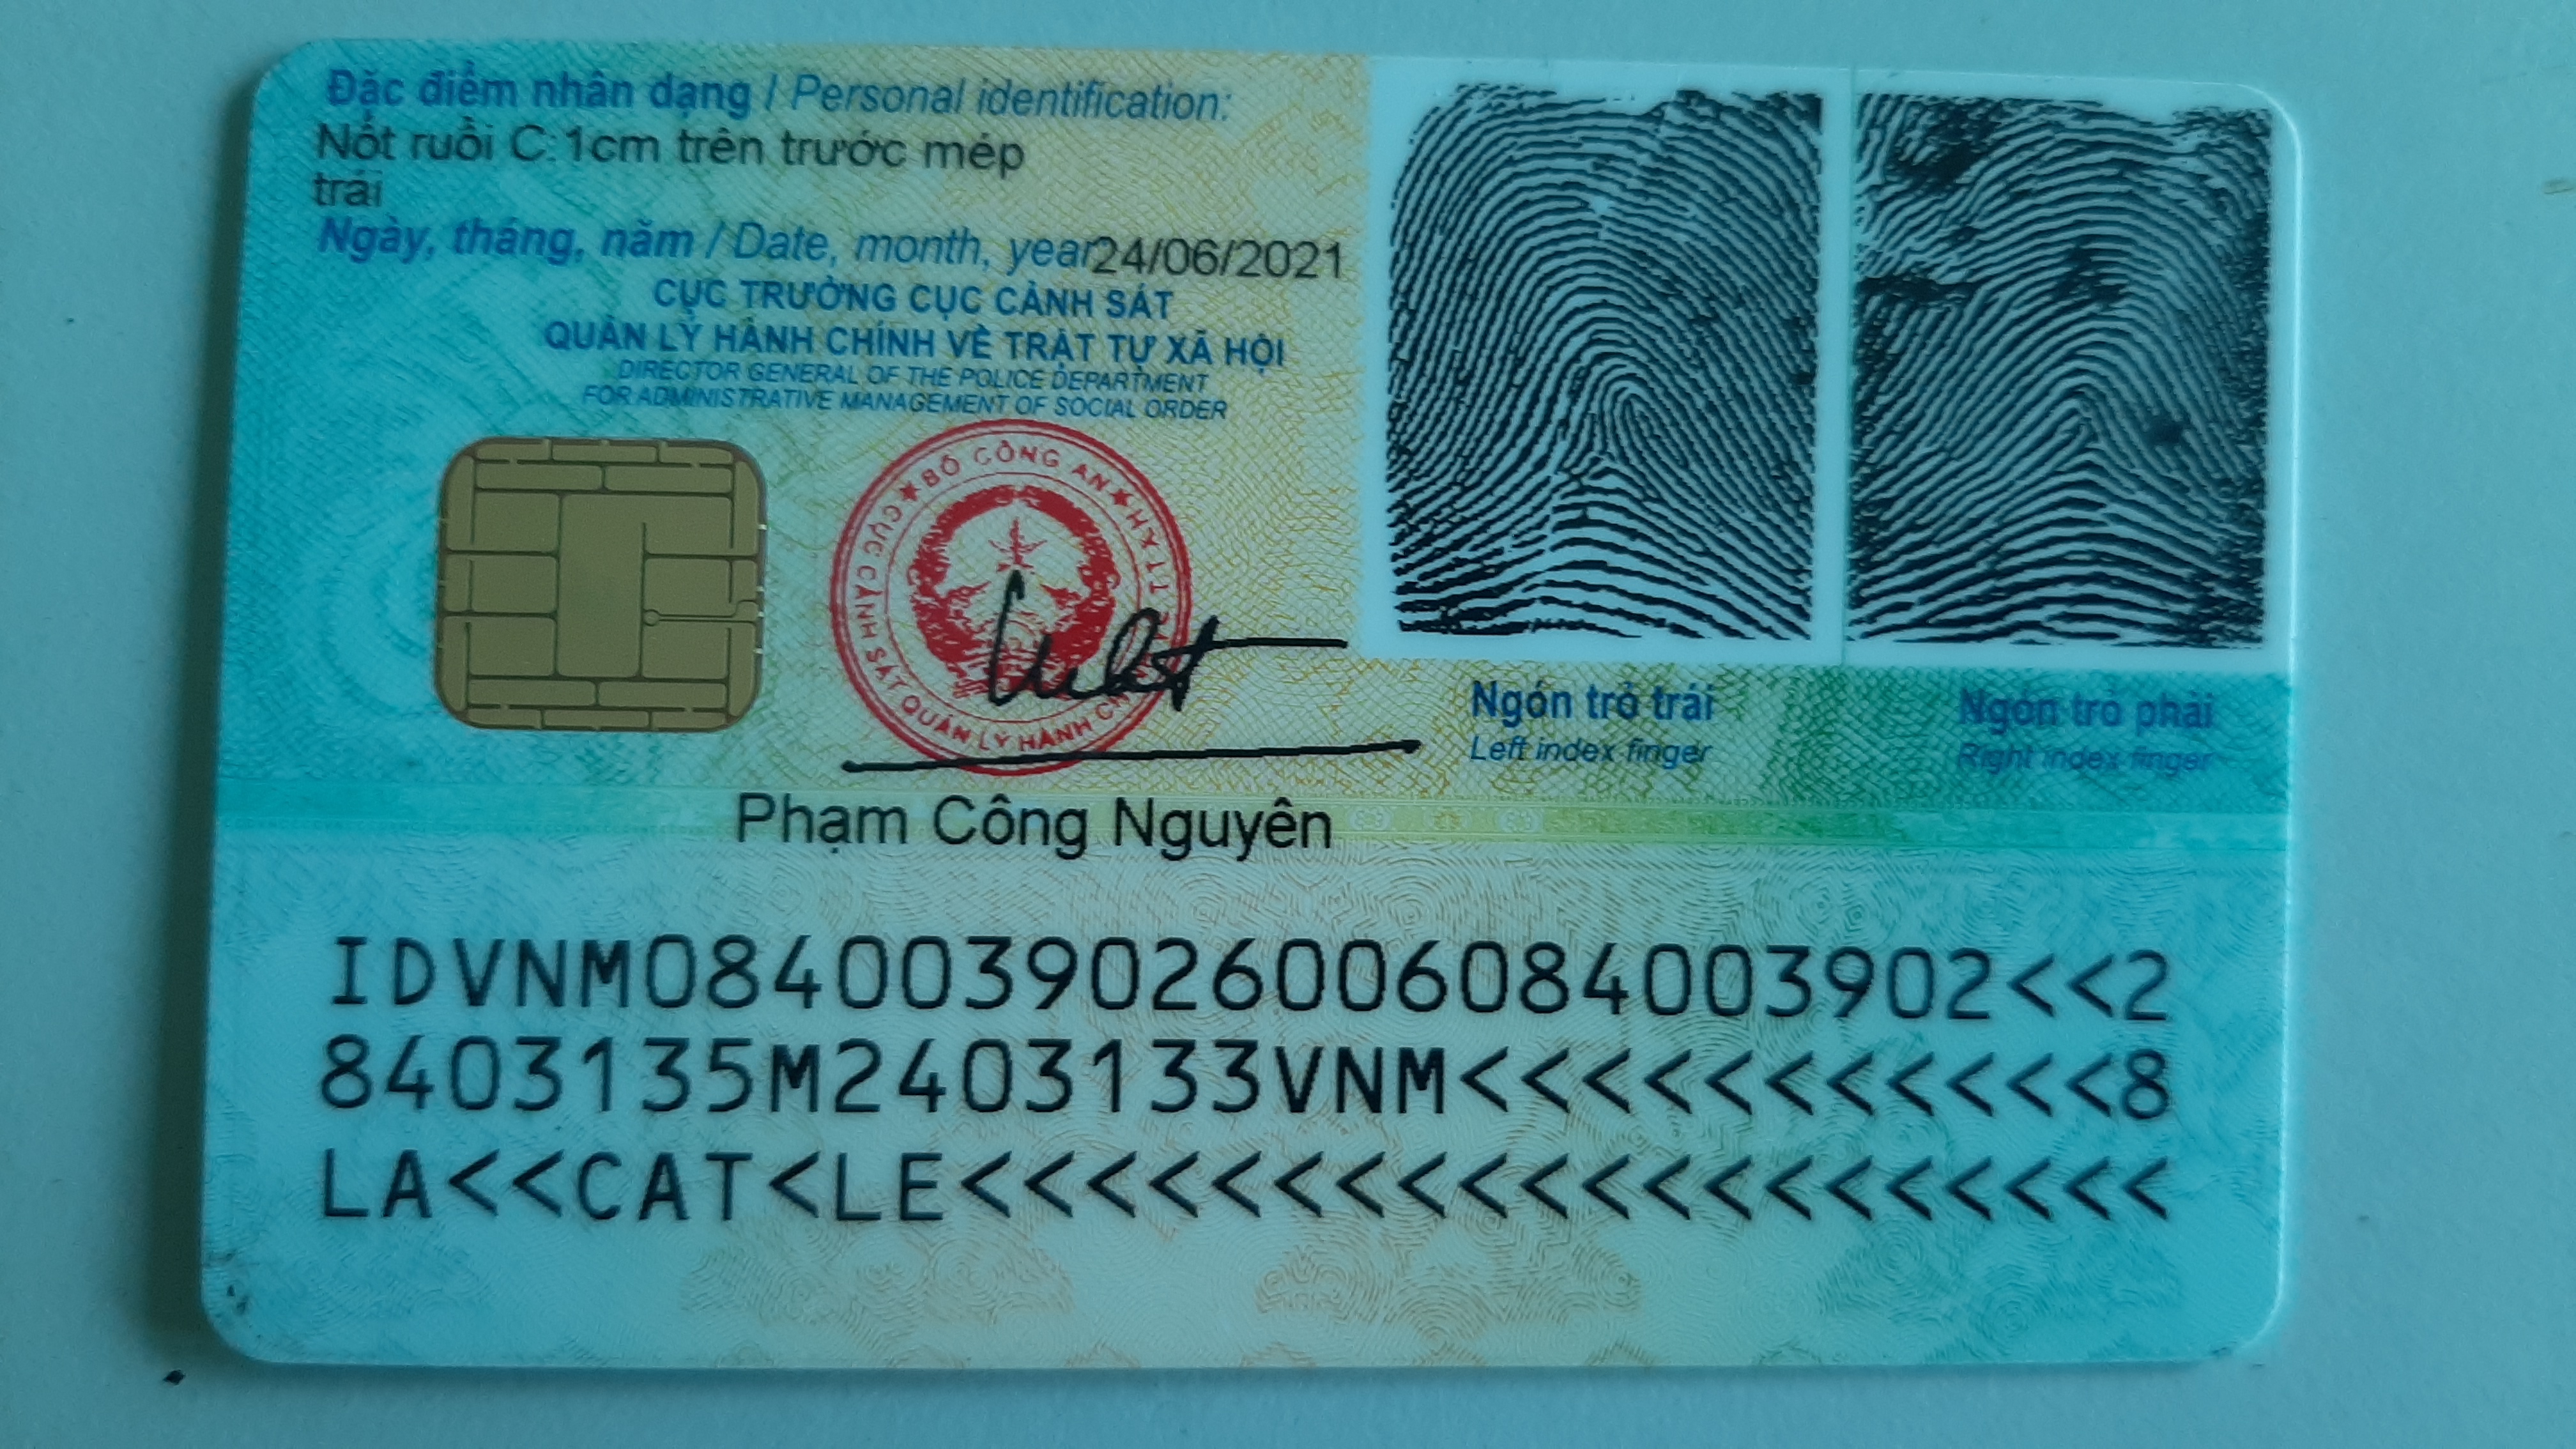 Đặc điểm nhân dạng / Personal identification:
Nốt ruồi C:1cm trên trước mép
trái
Ngày, tháng, năm / Date, month, year 24/06/2021
CỤC TRƯỞNG CỤC CẢNH SÁT
QUẢN LÝ HÀNH CHÍNH VỀ TRẬT TỰ XÃ HỘI
DIRECTOR GENERAL OF THE POLICE DEPARTMENT
FOR ADMINISTRATIVE MANAGEMENT OF SOCIAL ORDER
★ BỘ CÔNG AN ★
CỤC CẢNH SÁT QUẢN LÝ HÀNH CHÍNH VỀ TTXH
Ngón trỏ trái
Left index finger
Ngón trỏ phải
Right index finger
Phạm Công Nguyên
IDVNM0840039026006084003902<<2
8403135M2403133VNM<<<<<<<<<<<8
LA<<CAT<LE<<<<<<<<<<<<<<<<<<<<